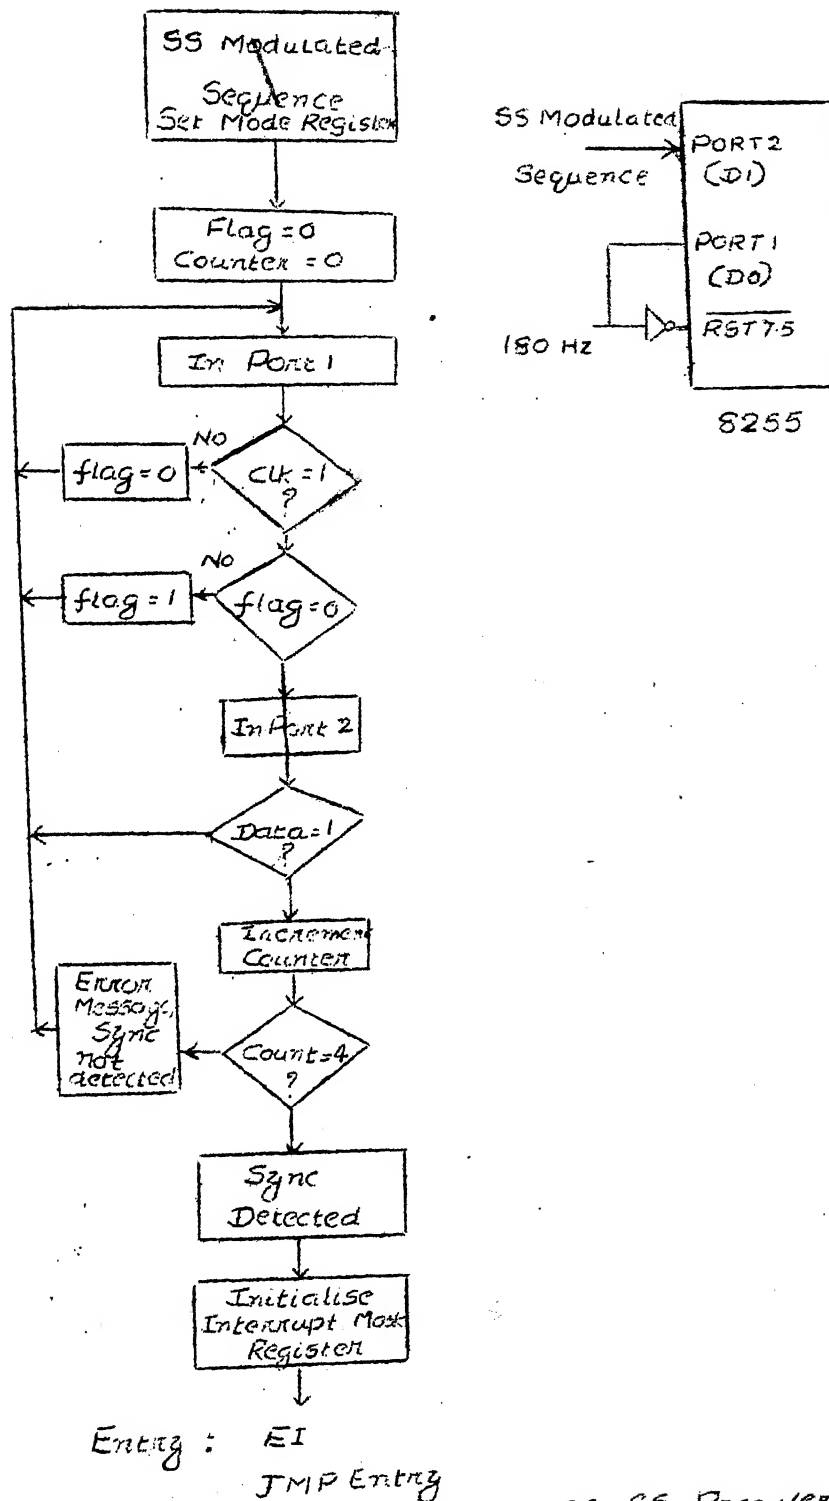 SS Modulated
Sequence
Set Mode Register
Flag=0
Counter=0
In Port 1
Clk=1
?
No
flag=0
flag=0
No
flag=1
In Port 2
Data=1
?
Increment
Counter
Count=4
?
Error
Message,
Sync
not
detected
Sync
Detected
Initialise
Interrupt Mask
Register
Entry : EI
JMP Entry
SS Modulated
Sequence
PORT2
(D1)
PORT1
(D0)
180 Hz
RST7.5
8255
SS